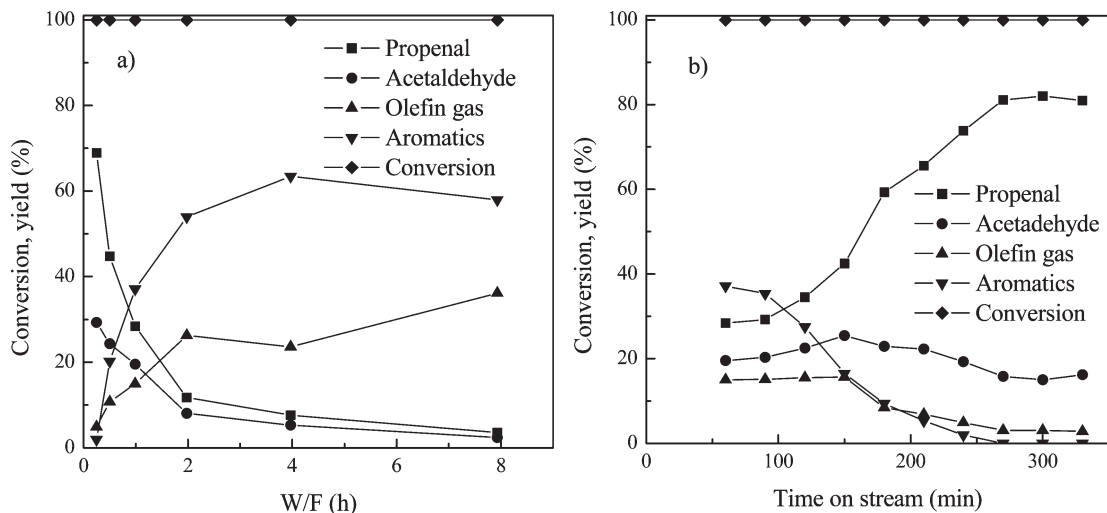 100
80
60
40
20
0
Conversion, yield (%)
a)
Propenal
Acetaldehyde
Olefin gas
Aromatics
Conversion
0
2
4
6
8
W/F (h)
100
80
60
40
20
0
Conversion, yield (%)
b)
Propenal
Acetadehyde
Olefin gas
Aromatics
Conversion
0
100
200
300
Time on stream (min)